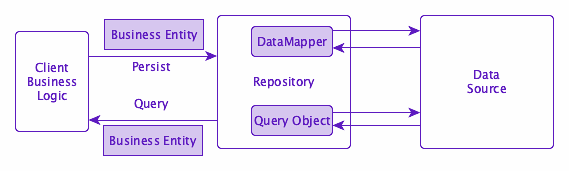 Business Entity
Client
Business
Logic
Persist
Query
Business Entity
DataMapper
Repository
Query Object
Data
Source